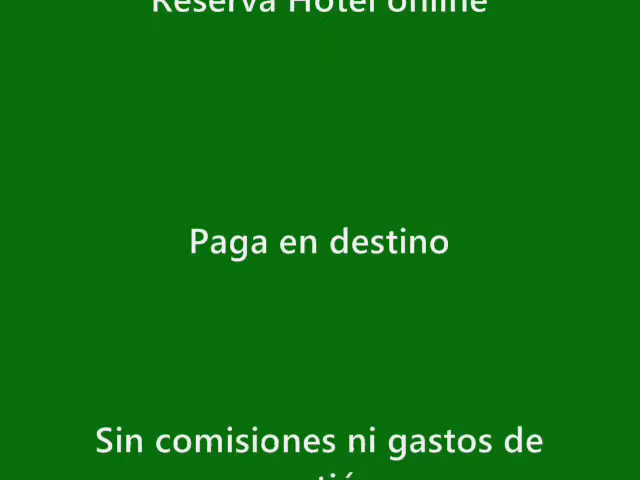 Reserva Hotel online
Paga en destino
Sin comisiones ni gastos de